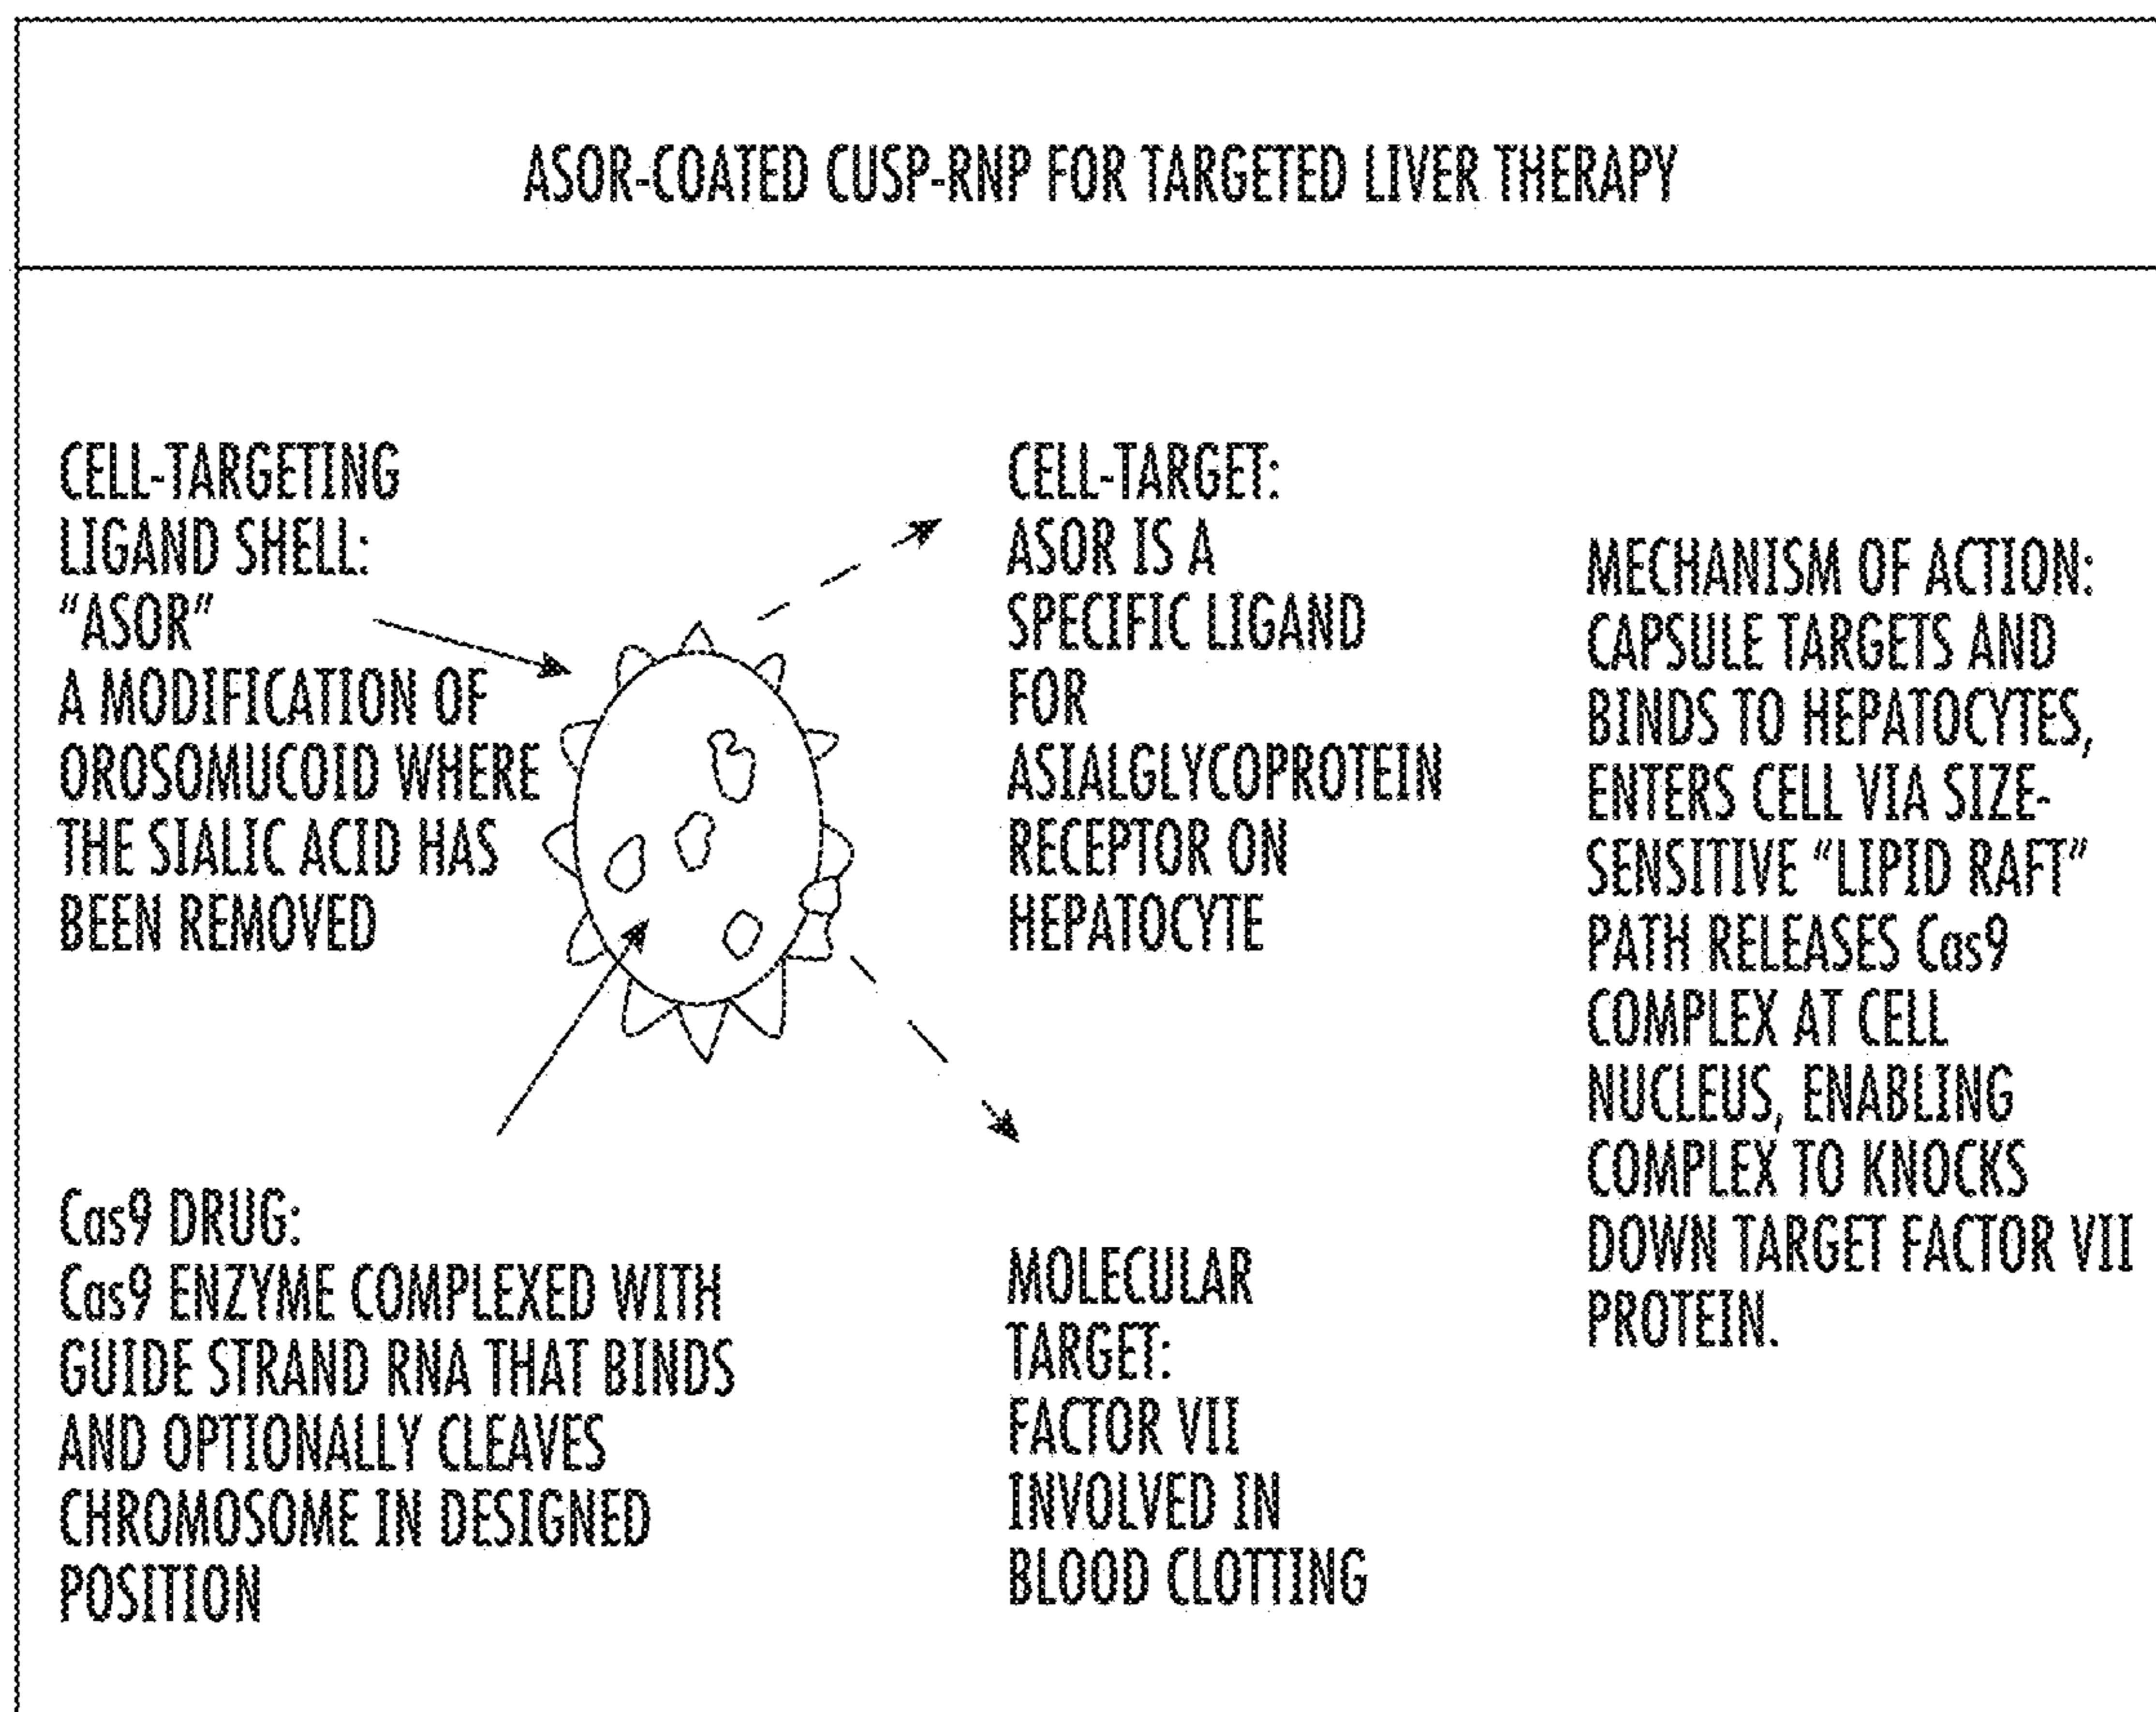 ASOR-COATED CUSP-RNP FOR TARGETED LIVER THERAPY
CELL-TARGETING
LIGAND SHELL:
"ASOR"
A MODIFICATION OF
OROSOMUCOID WHERE
THE SIALIC ACID HAS
BEEN REMOVED
CELL-TARGET:
ASOR IS A
SPECIFIC LIGAND
FOR
ASIALGLYCOPROTEIN
RECEPTOR ON
HEPATOCYTE
MECHANISM OF ACTION:
CAPSULE TARGETS AND
BINDS TO HEPATOCYTES,
ENTERS CELL VIA SIZE-
SENSITIVE "LIPID RAFT"
PATH RELEASES Cas9
COMPLEX AT CELL
NUCLEUS, ENABLING
COMPLEX TO KNOCKS
DOWN TARGET FACTOR VII
PROTEIN.
Cas9 DRUG:
Cas9 ENZYME COMPLEXED WITH
GUIDE STRAND RNA THAT BINDS
AND OPTIONALLY CLEAVES
CHROMOSOME IN DESIGNED
POSITION
MOLECULAR
TARGET:
FACTOR VII
INVOLVED IN
BLOOD CLOTTING